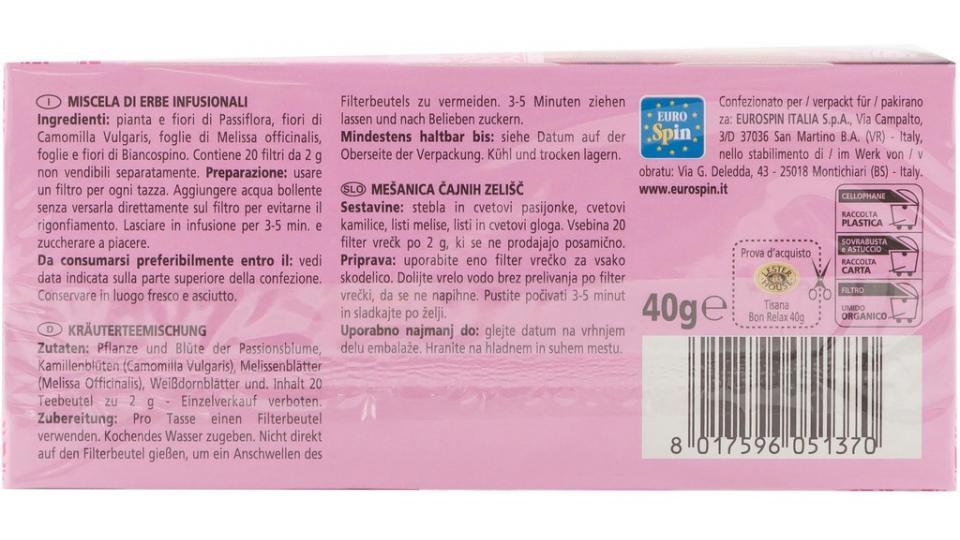 I MISCELA DI ERBE INFUSIONALI
Ingredienti: pianta e fiori di Passiflora, fiori di
Camomilla Vulgaris, foglie di Melissa officinalis,
foglie e fiori di Biancospino. Contiene 20 filtri da 2 g
non vendibili separatamente. Preparazione: usare
un filtro per ogni tazza. Aggiungere acqua bollente
senza versarla direttamente sul filtro per evitarne il
rigonfiamento. Lasciare in infusione per 3-5 min. e
zuccherare a piacere.
Da consumarsi preferibilmente entro il: vedi
data indicata sulla parte superiore della confezione.
Conservare in luogo fresco e asciutto.
D KRÄUTERTEEMISCHUNG
Zutaten: Pflanze und Blüte der Passionsblume,
Kamillenblüten (Camomilla Vulgaris), Melissenblätter
(Melissa Officinalis), Weißdornblätter und. Inhalt 20
Teebeutel zu 2 g - Einzelverkauf verboten.
Zubereitung: Pro Tasse einen Filterbeutel
verwenden. Kochendes Wasser zugeben. Nicht direkt
auf den Filterbeutel gießen, um ein Anschwellen des
Filterbeutels zu vermeiden. 3-5 Minuten ziehen
lassen und nach Belieben zuckern.
Mindestens haltbar bis: siehe Datum auf der
Oberseite der Verpackung. Kühl und trocken lagern.
SLO MEŠANICA ČAJNIH ZELIŠČ
Sestavine: stebla in cvetovi pasijonke, cvetovi
kamilice, listi melise, listi in cvetovi gloga. Vsebina 20
filter vrečk po 2 g, ki se ne prodajajo posamično.
Priprava: uporabite eno filter vrečko za vsako
skodelico. Dolijte vrelo vodo brez prelivanja po filter
vrečki, da se ne napihne. Pustite počivati 3-5 minut
in sladkajte po želji.
Uporabno najmanj do: glejte datum na vrhnjem
delu embalaže. Hranite na hladnem in suhem mestu.
EURO
Spin
Confezionato per / verpackt für / pakirano
za: EUROSPIN ITALIA S.p.A., Via Campalto,
3/D 37036 San Martino B.A. (VR) - Italy,
nello stabilimento di / im Werk von / v
obratu: Via G. Deledda, 43 - 25018 Montichiari (BS) - Italy.
www.eurospin.it
40g e
Prova d'acquisto
LESTER
HOUSE
Tisana
Bon Relax 40g
CELLOPHANE
RACCOLTA
PLASTICA
SOVRABUSTA
e ASTUCCIO
RACCOLTA
CARTA
FILTRO
UMIDO
ORGANICO
8 017596 051370